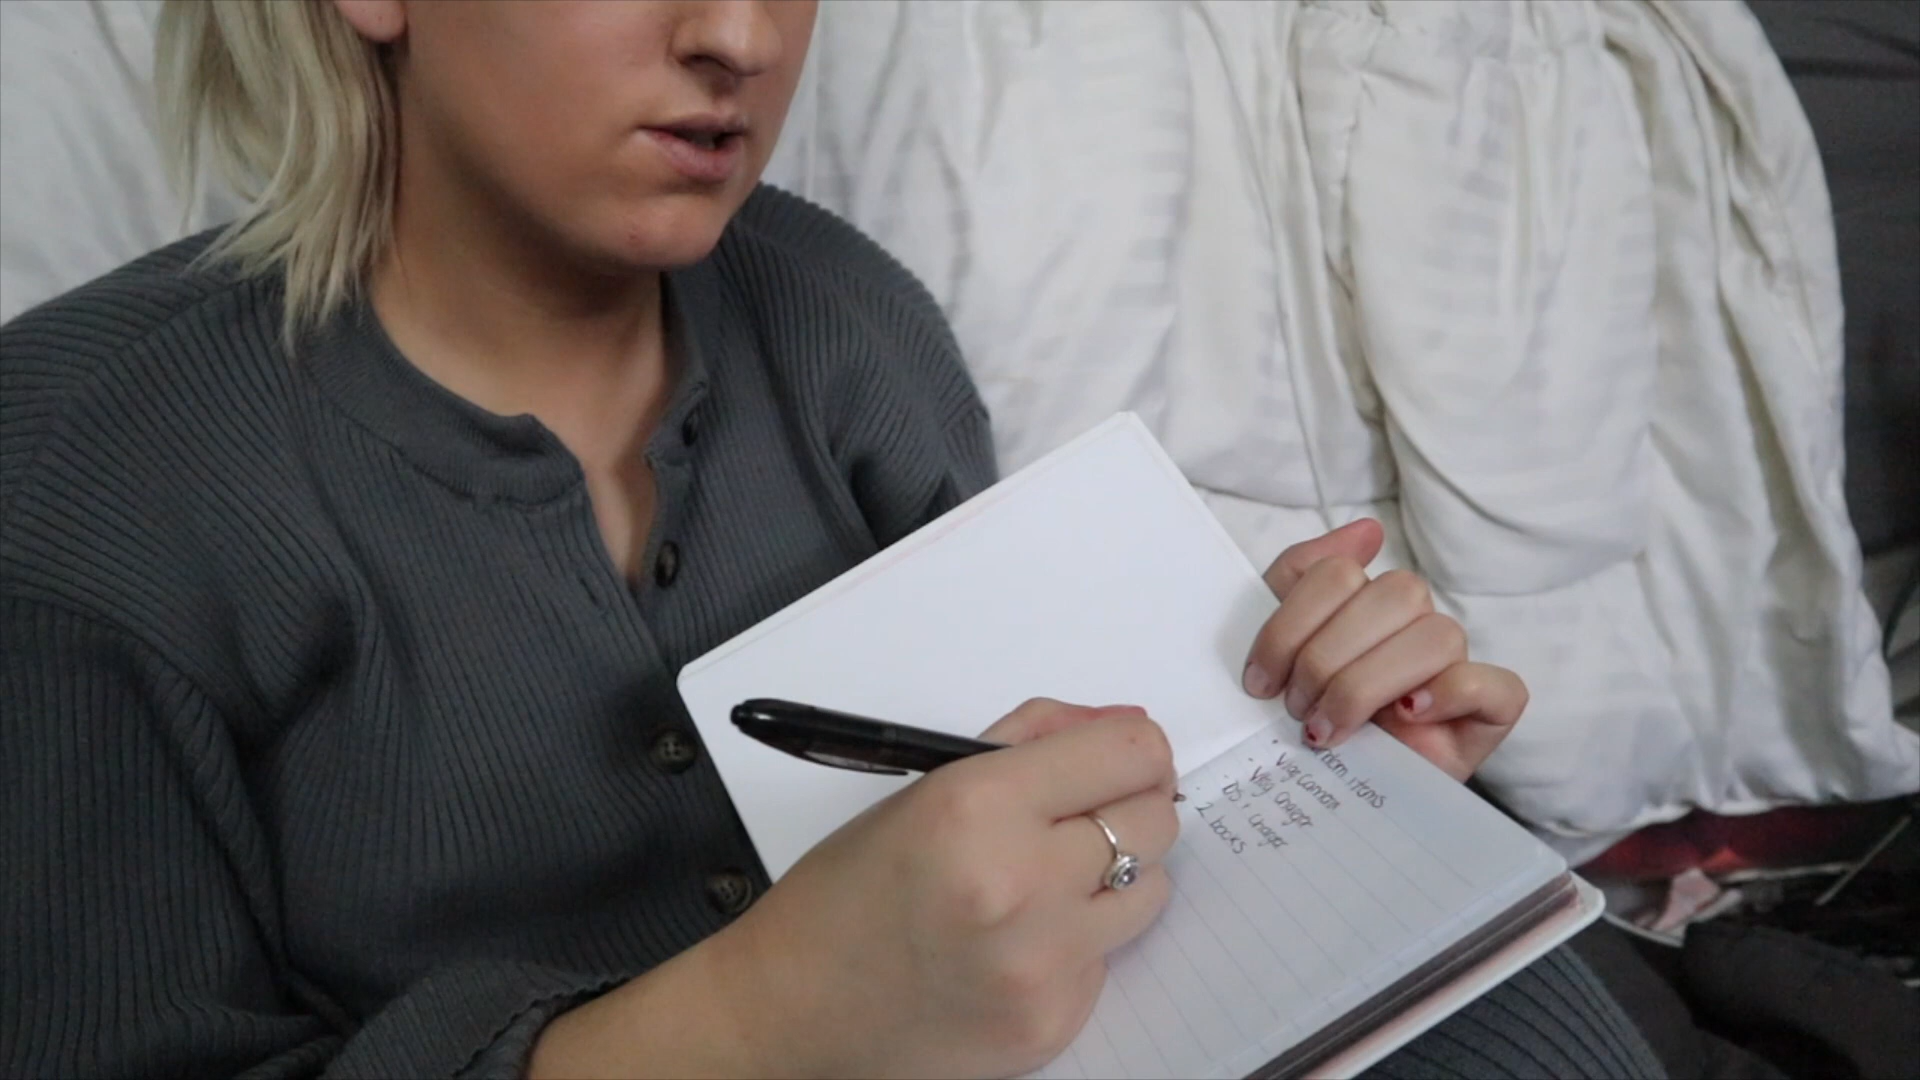 items
• Vlog Camera
• Vlog Charger
• DS + Charger
• 2 books